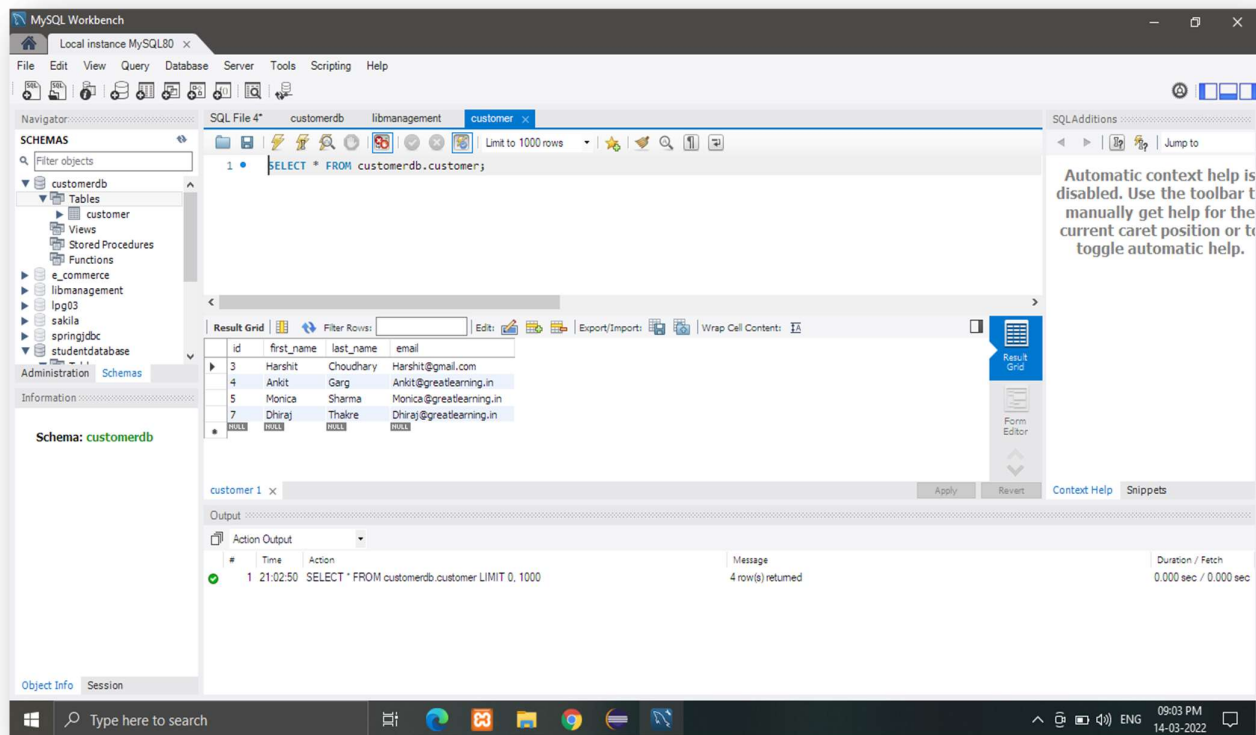 MySQL Workbench
Local instance MySQL80
File Edit View Query Database Server Tools Scripting Help
Navigator
SCHEMAS
Filter objects
customerdb
Tables
customer
Views
Stored Procedures
Functions
e_commerce
libmanagement
lpg03
sakila
springjdbc
studentdatabase
Administration Schemas
Information
Schema: customerdb
Object Info Session
SQL File 4* customerdb libmanagement customer
Limit to 1000 rows
1 SELECT * FROM customerdb.customer;
Result Grid Filter Rows: Edit: Export/Import: Wrap Cell Content:
id first_name last_name email
3 Harshit Choudhary Harshit@gmail.com
4 Ankit Garg Ankit@greatlearning.in
5 Monica Sharma Monica@greatlearning.in
7 Dhiraj Thakre Dhiraj@greatlearning.in
NULL NULL NULL NULL
Result
Grid
Form
Editor
customer 1
Apply Revert
Output
Action Output
# Time Action Message Duration / Fetch
1 21:02:50 SELECT * FROM customerdb.customer LIMIT 0, 1000 4 row(s) returned 0.000 sec / 0.000 sec
SQLAdditions
Jump to
Automatic context help is
disabled. Use the toolbar t
manually get help for the
current caret position or to
toggle automatic help.
Context Help Snippets
Type here to search
ENG
09:03 PM
14-03-2022